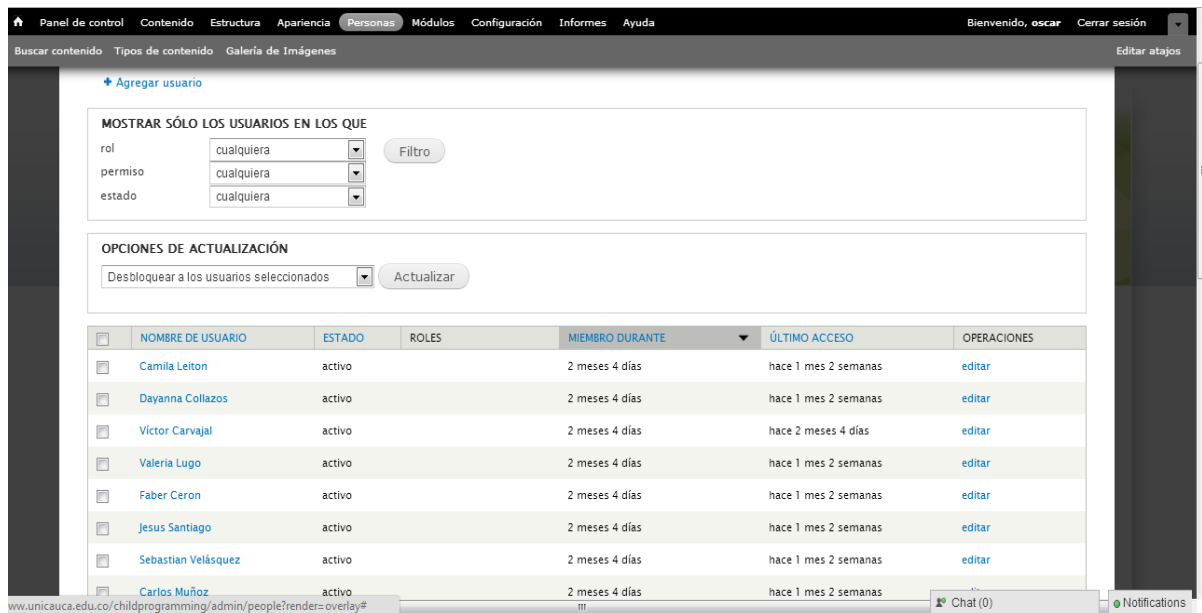 Panel de control Contenido Estructura Apariencia Personas Módulos Configuración Informes Ayuda Bienvenido, oscar Cerrar sesión
Buscar contenido Tipos de contenido Galería de Imágenes Editar atajos
+ Agregar usuario
MOSTRAR SÓLO LOS USUARIOS EN LOS QUE
rol cualquiera Filtro
permiso cualquiera
estado cualquiera
OPCIONES DE ACTUALIZACIÓN
Desbloquear a los usuarios seleccionados Actualizar
NOMBRE DE USUARIO ESTADO ROLES MIEMBRO DURANTE ÚLTIMO ACCESO OPERACIONES
Camila Leiton activo 2 meses 4 días hace 1 mes 2 semanas editar
Dayanna Collazos activo 2 meses 4 días hace 1 mes 2 semanas editar
Víctor Carvajal activo 2 meses 4 días hace 2 meses 4 días editar
Valeria Lugo activo 2 meses 4 días hace 1 mes 2 semanas editar
Faber Ceron activo 2 meses 4 días hace 1 mes 2 semanas editar
Jesus Santiago activo 2 meses 4 días hace 1 mes 2 semanas editar
Sebastian Velásquez activo 2 meses 4 días hace 1 mes 2 semanas editar
Carlos Muñoz activo 2 meses 4 días hace 1 mes 2 semanas
ww.unicauca.edu.co/childprogramming/admin/people?render=overlay# Chat (0) Notifications